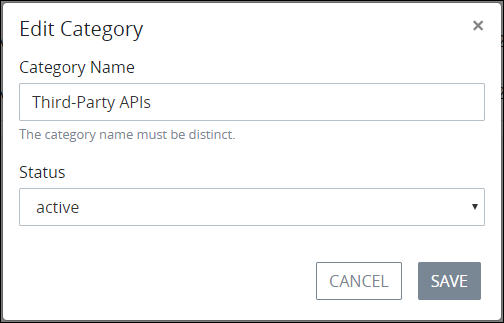 Edit Category
×
Category Name
Third-Party APIs
The category name must be distinct.
Status
active
CANCEL SAVE